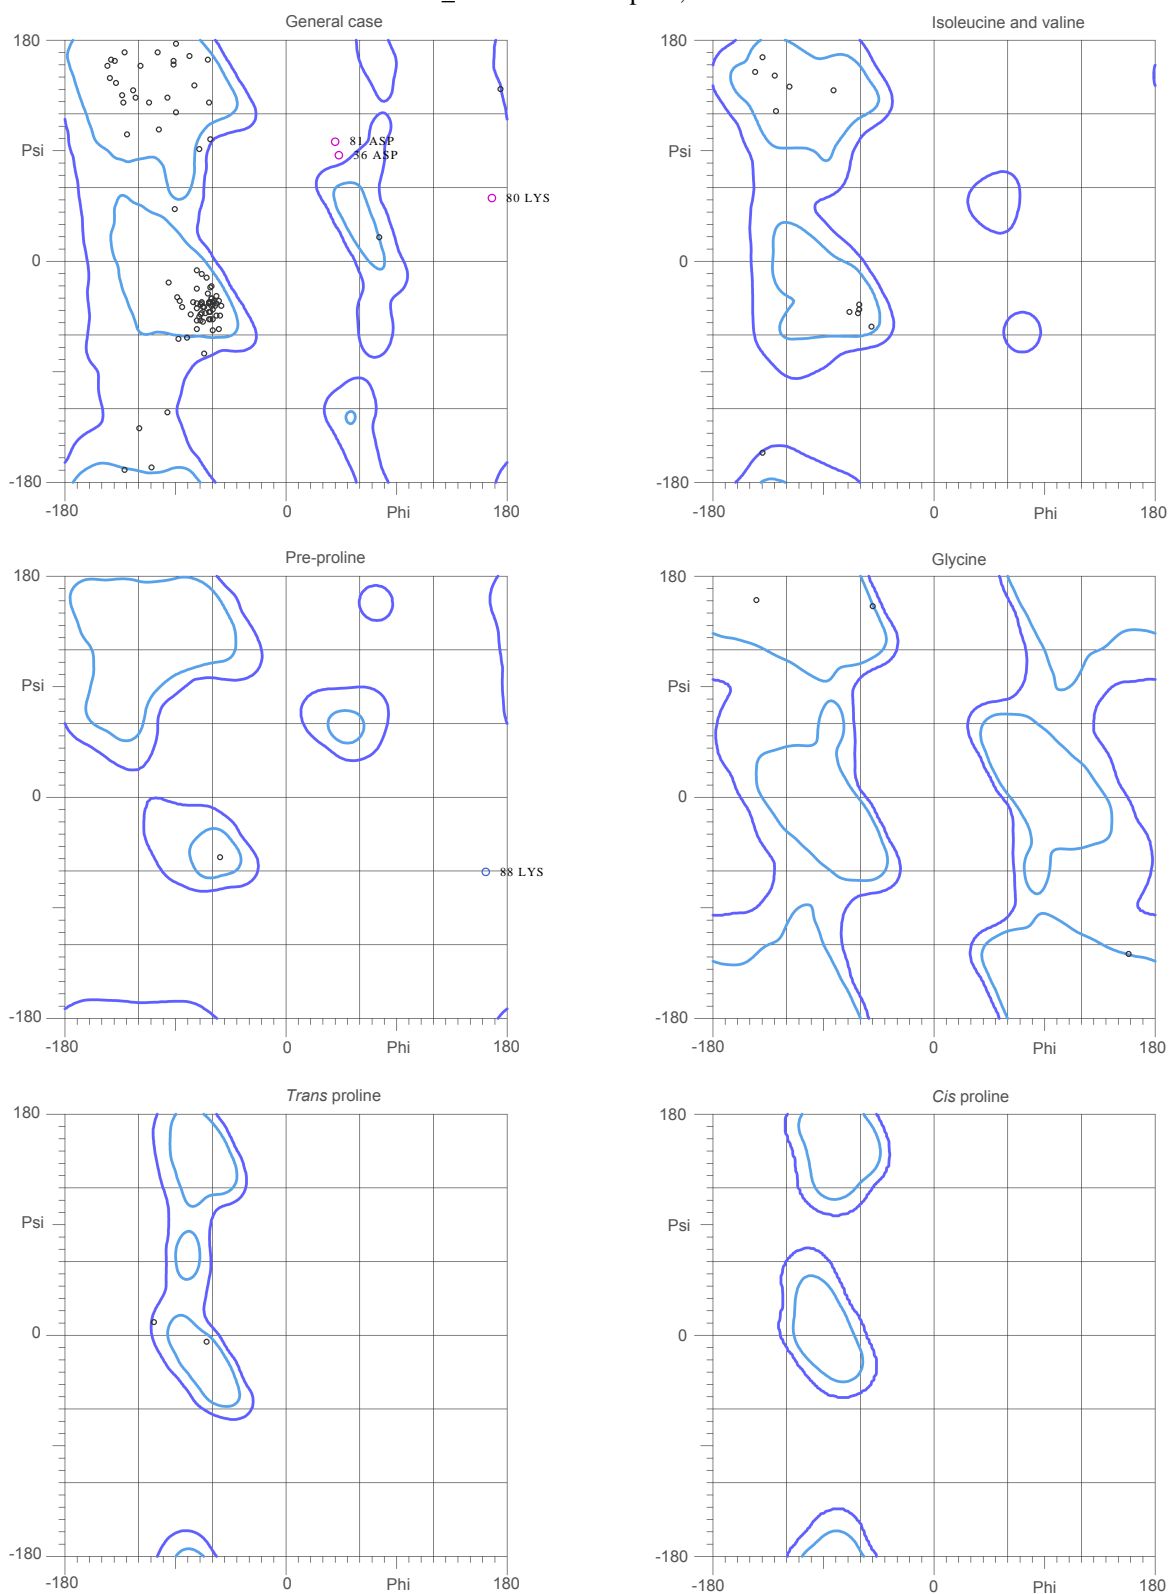 General case
180
Psi
0
-180
-180
0
Phi
180
81 ASP
56 ASP
80 LYS
Isoleucine and valine
180
Psi
0
-180
-180
0
Phi
180
Pre-proline
180
Psi
0
-180
-180
0
Phi
180
88 LYS
Glycine
180
Psi
0
-180
-180
0
Phi
180
Trans proline
180
Psi
0
-180
-180
0
Phi
180
Cis proline
180
Psi
0
-180
-180
0
Phi
180